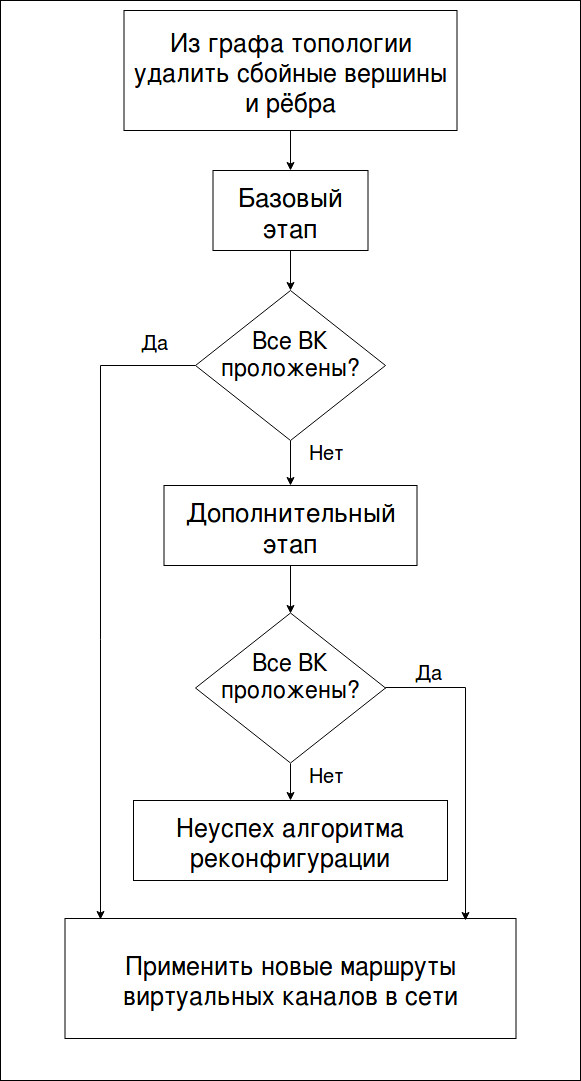 Из графа топологии
удалить сбойные вершины
и рёбра
Базовый
этап
Все ВК
проложены?
Да
Нет
Дополнительный
этап
Все ВК
проложены?
Да
Нет
Неуспех алгоритма
реконфигурации
Применить новые маршруты
виртуальных каналов в сети